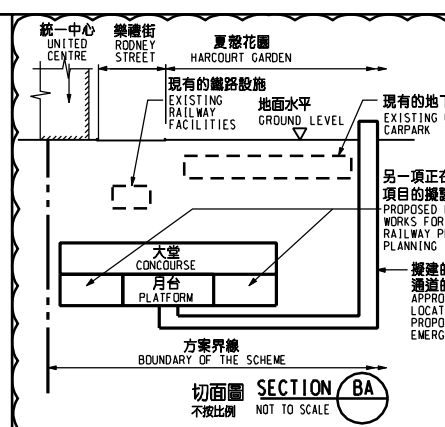 統一中心
UNITED
CENTRE
樂禮街
RODNEY
STREET
夏慤花園
HARCOURT GARDEN
現有的鐵路設施
EXISTING
RAILWAY
FACILITIES
地面水平
GROUND LEVEL
現有的地下
EXISTING
CARPARK
另一項正在
項目的擬
PROPOSED
WORKS FOR
RAILWAY
PLANNING
大堂
CONCOURSE
月台
PLATFORM
擬建的
通道的
APPRO
LOCAT
PROPO
EMERG
方案界線
BOUNDARY OF THE SCHEME
切面圖 SECTION BA
不按比例 NOT TO SCALE